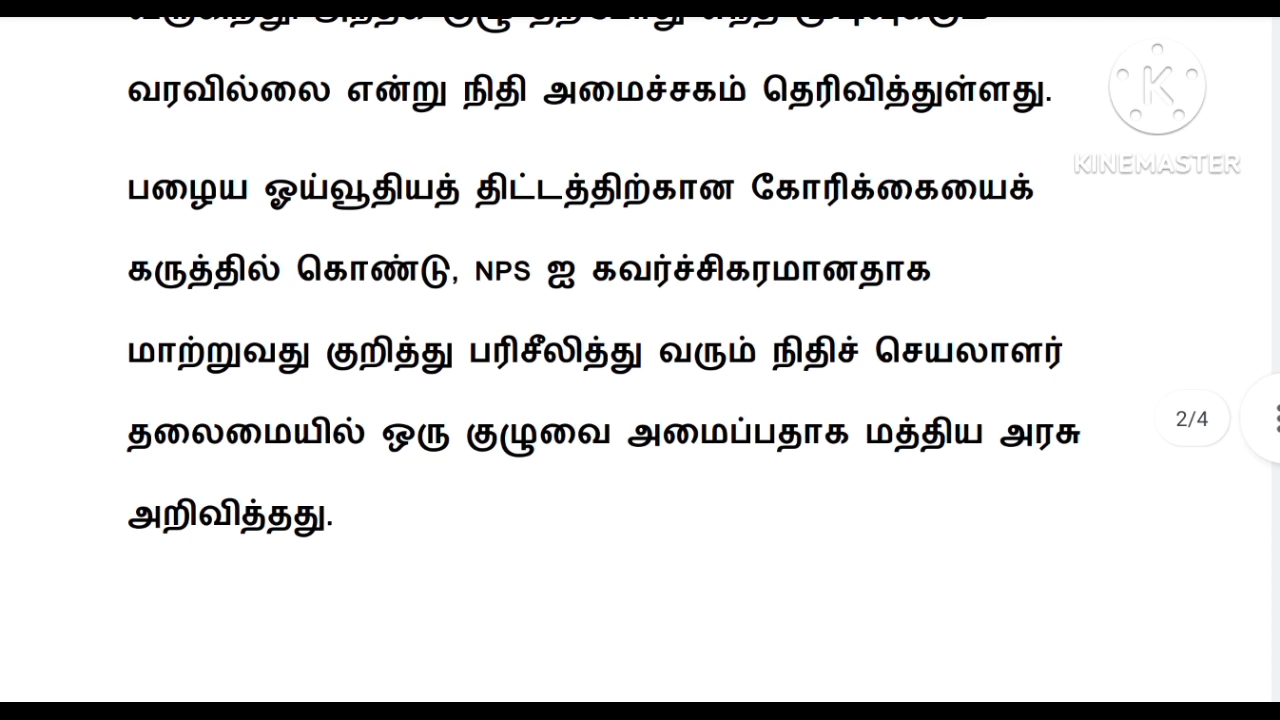 வரவில்லை என்று நிதி அமைச்சகம் தெரிவித்துள்ளது.
பழைய ஓய்வூதியத் திட்டத்திற்கான கோரிக்கையைக்
கருத்தில் கொண்டு, NPS ஐ கவர்ச்சிகரமானதாக
மாற்றுவது குறித்து பரிசீலித்து வரும் நிதிச் செயலாளர்
தலைமையில் ஒரு குழுவை அமைப்பதாக மத்திய அரசு
அறிவித்தது.
K
KINEMASTER
2/4